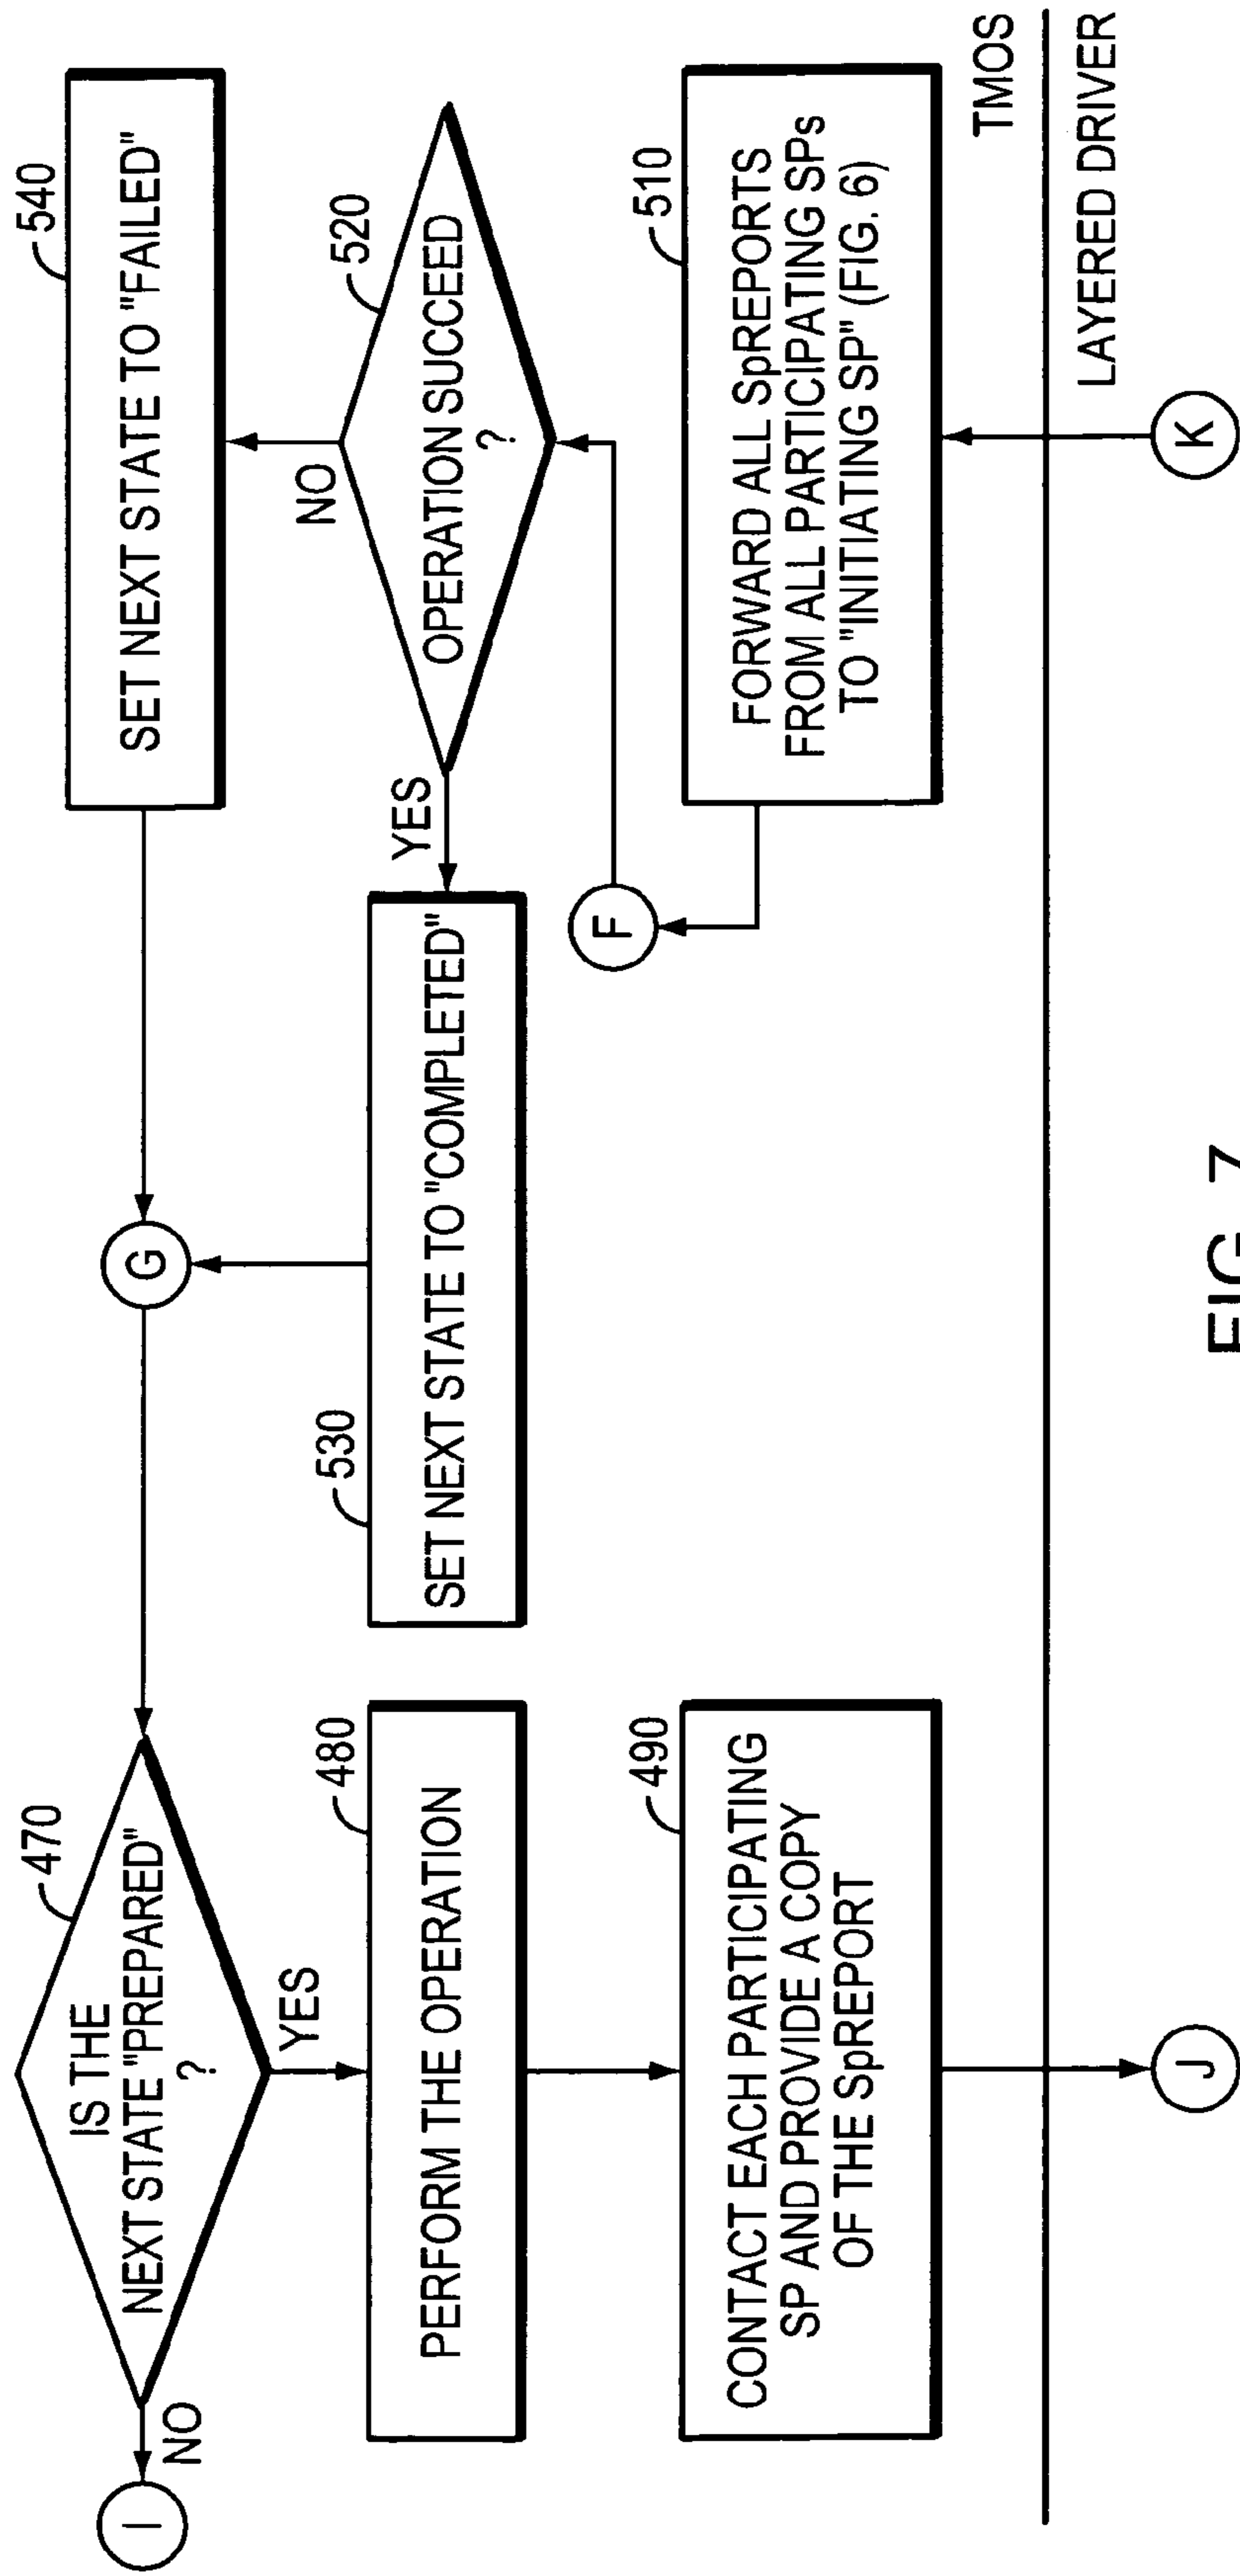 470
IS THE
NEXT STATE "PREPARED"
?
NO
I
YES
480
PERFORM THE OPERATION
490
CONTACT EACH PARTICIPATING
SP AND PROVIDE A COPY
OF THE SpREPORT
J
G
530
SET NEXT STATE TO "COMPLETED"
F
YES
540
SET NEXT STATE TO "FAILED"
NO
520
OPERATION SUCCEED
?
510
FORWARD ALL SpREPORTS
FROM ALL PARTICIPATING SPs
TO "INITIATING SP" (FIG. 6)
K
TMOS
LAYERED DRIVER
FIG. 7